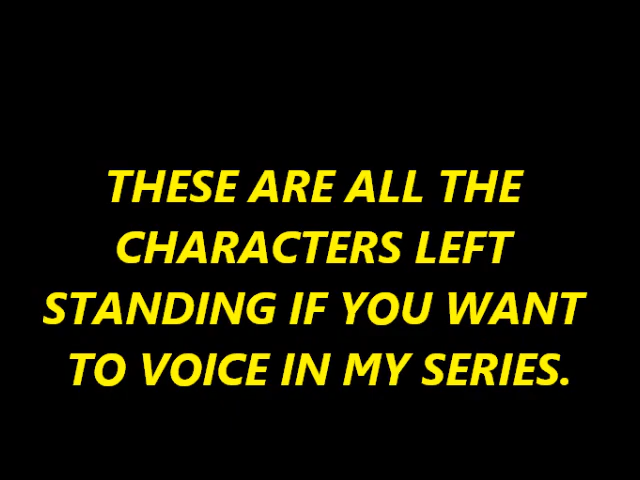 THESE ARE ALL THE
CHARACTERS LEFT
STANDING IF YOU WANT
TO VOICE IN MY SERIES.